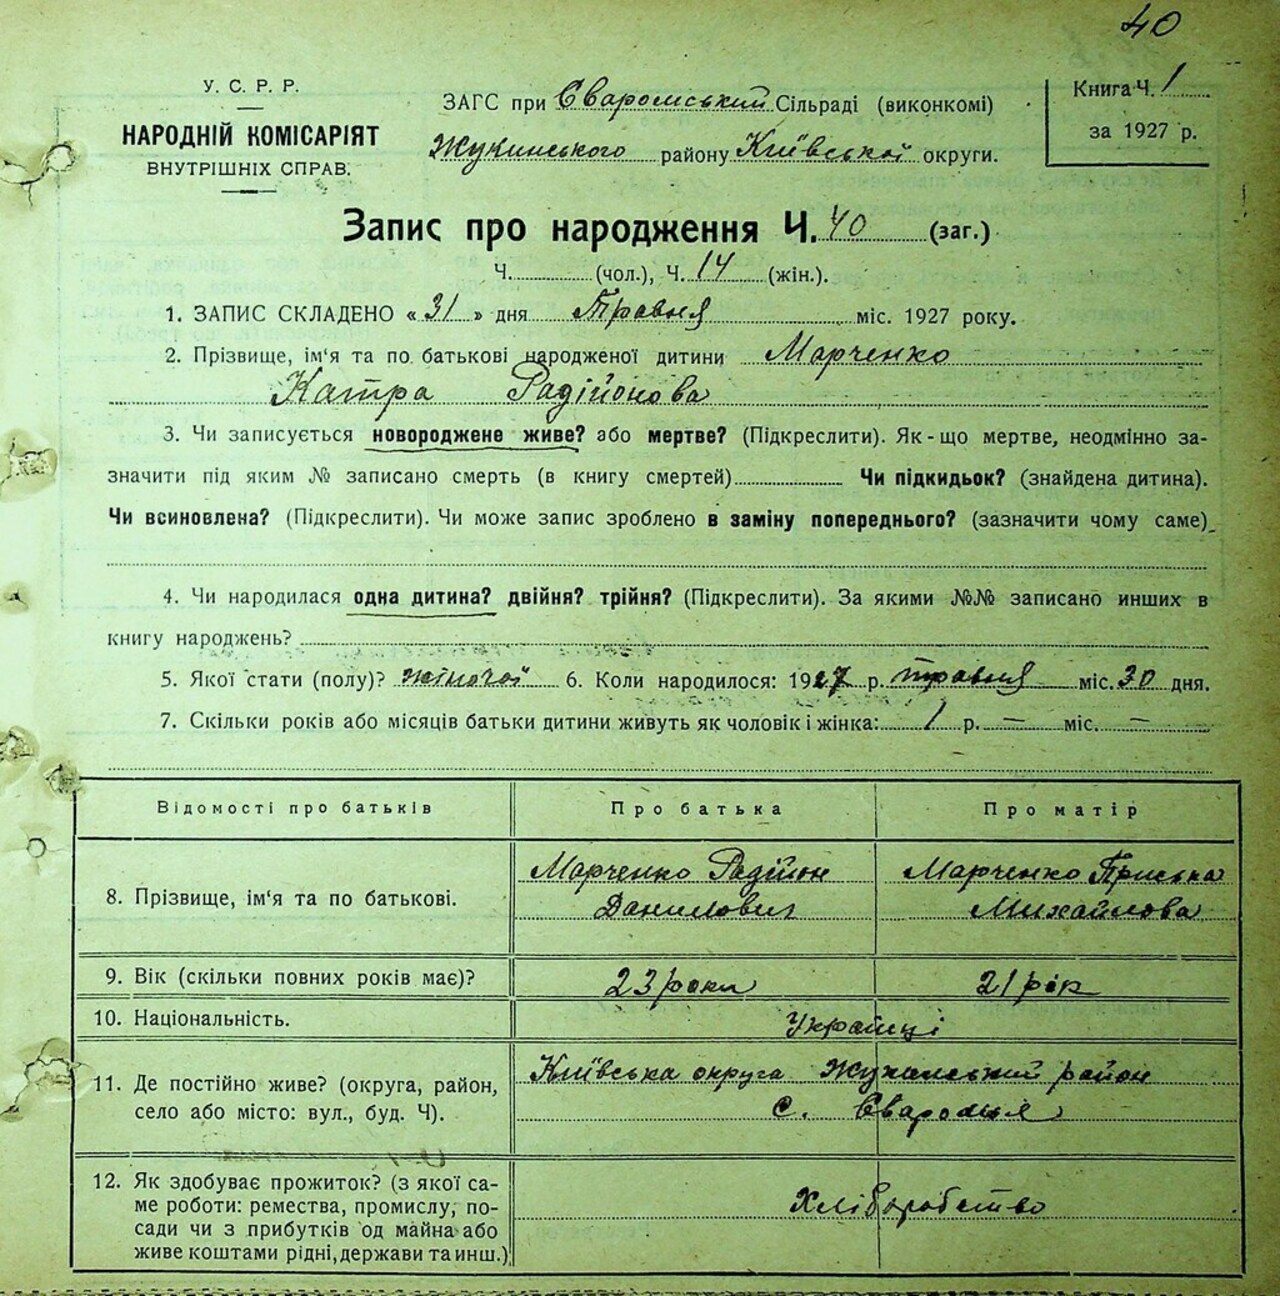 40
У. С. Р. Р.
НАРОДНІЙ КОМІСАРІЯТ
ВНУТРІШНІХ СПРАВ.
ЗАГС при Єваромський Сільраді (виконкомі)
Жукинського району Київської округи.
Книга Ч. 1
за 1927 р.
Запис про народження Ч. 40 (заг.)
Ч. (чол.), Ч. 14 (жін.).
1. ЗАПИС СКЛАДЕНО « 31 » дня Травня міс. 1927 року.
2. Прізвище, ім'я та по батькові народженої дитини Марченко
Катра Радійонова
3. Чи записується новороджене живе? або мертве? (Підкреслити). Як-що мертве, неодмінно за-
значити під яким № записано смерть (в книгу смертей) Чи підкидьок? (знайдена дитина).
Чи всиновлена? (Підкреслити). Чи може запис зроблено в заміну попереднього? (зазначити чому саме)
4. Чи народилася одна дитина? двійня? трійня? (Підкреслити). За якими №№ записано инших в
книгу народжень?
5. Якої стати (полу)? жіночої 6. Коли народилося: 1927 р. травня міс. 30 дня.
7. Скільки років або місяців батьки дитини живуть як чоловік і жінка: 1 р. — міс. —
Відомості про батьків Про батька Про матір
8. Прізвище, ім'я та по батькові. Марченко Радійон Данилович Марченко Приська Михайлова
9. Вік (скільки повних років має)? 23 роки 21 рік
10. Національність. Українці
11. Де постійно живе? (округа, район, Київська округа Жукинський район
село або місто: вул., буд. Ч). с. Єваромія
12. Як здобуває прожиток? (з якої са-
ме роботи: ремества, промислу, по- Хліборобство
сади чи з прибутків од майна або
живе коштами рідні, держави та инш.)